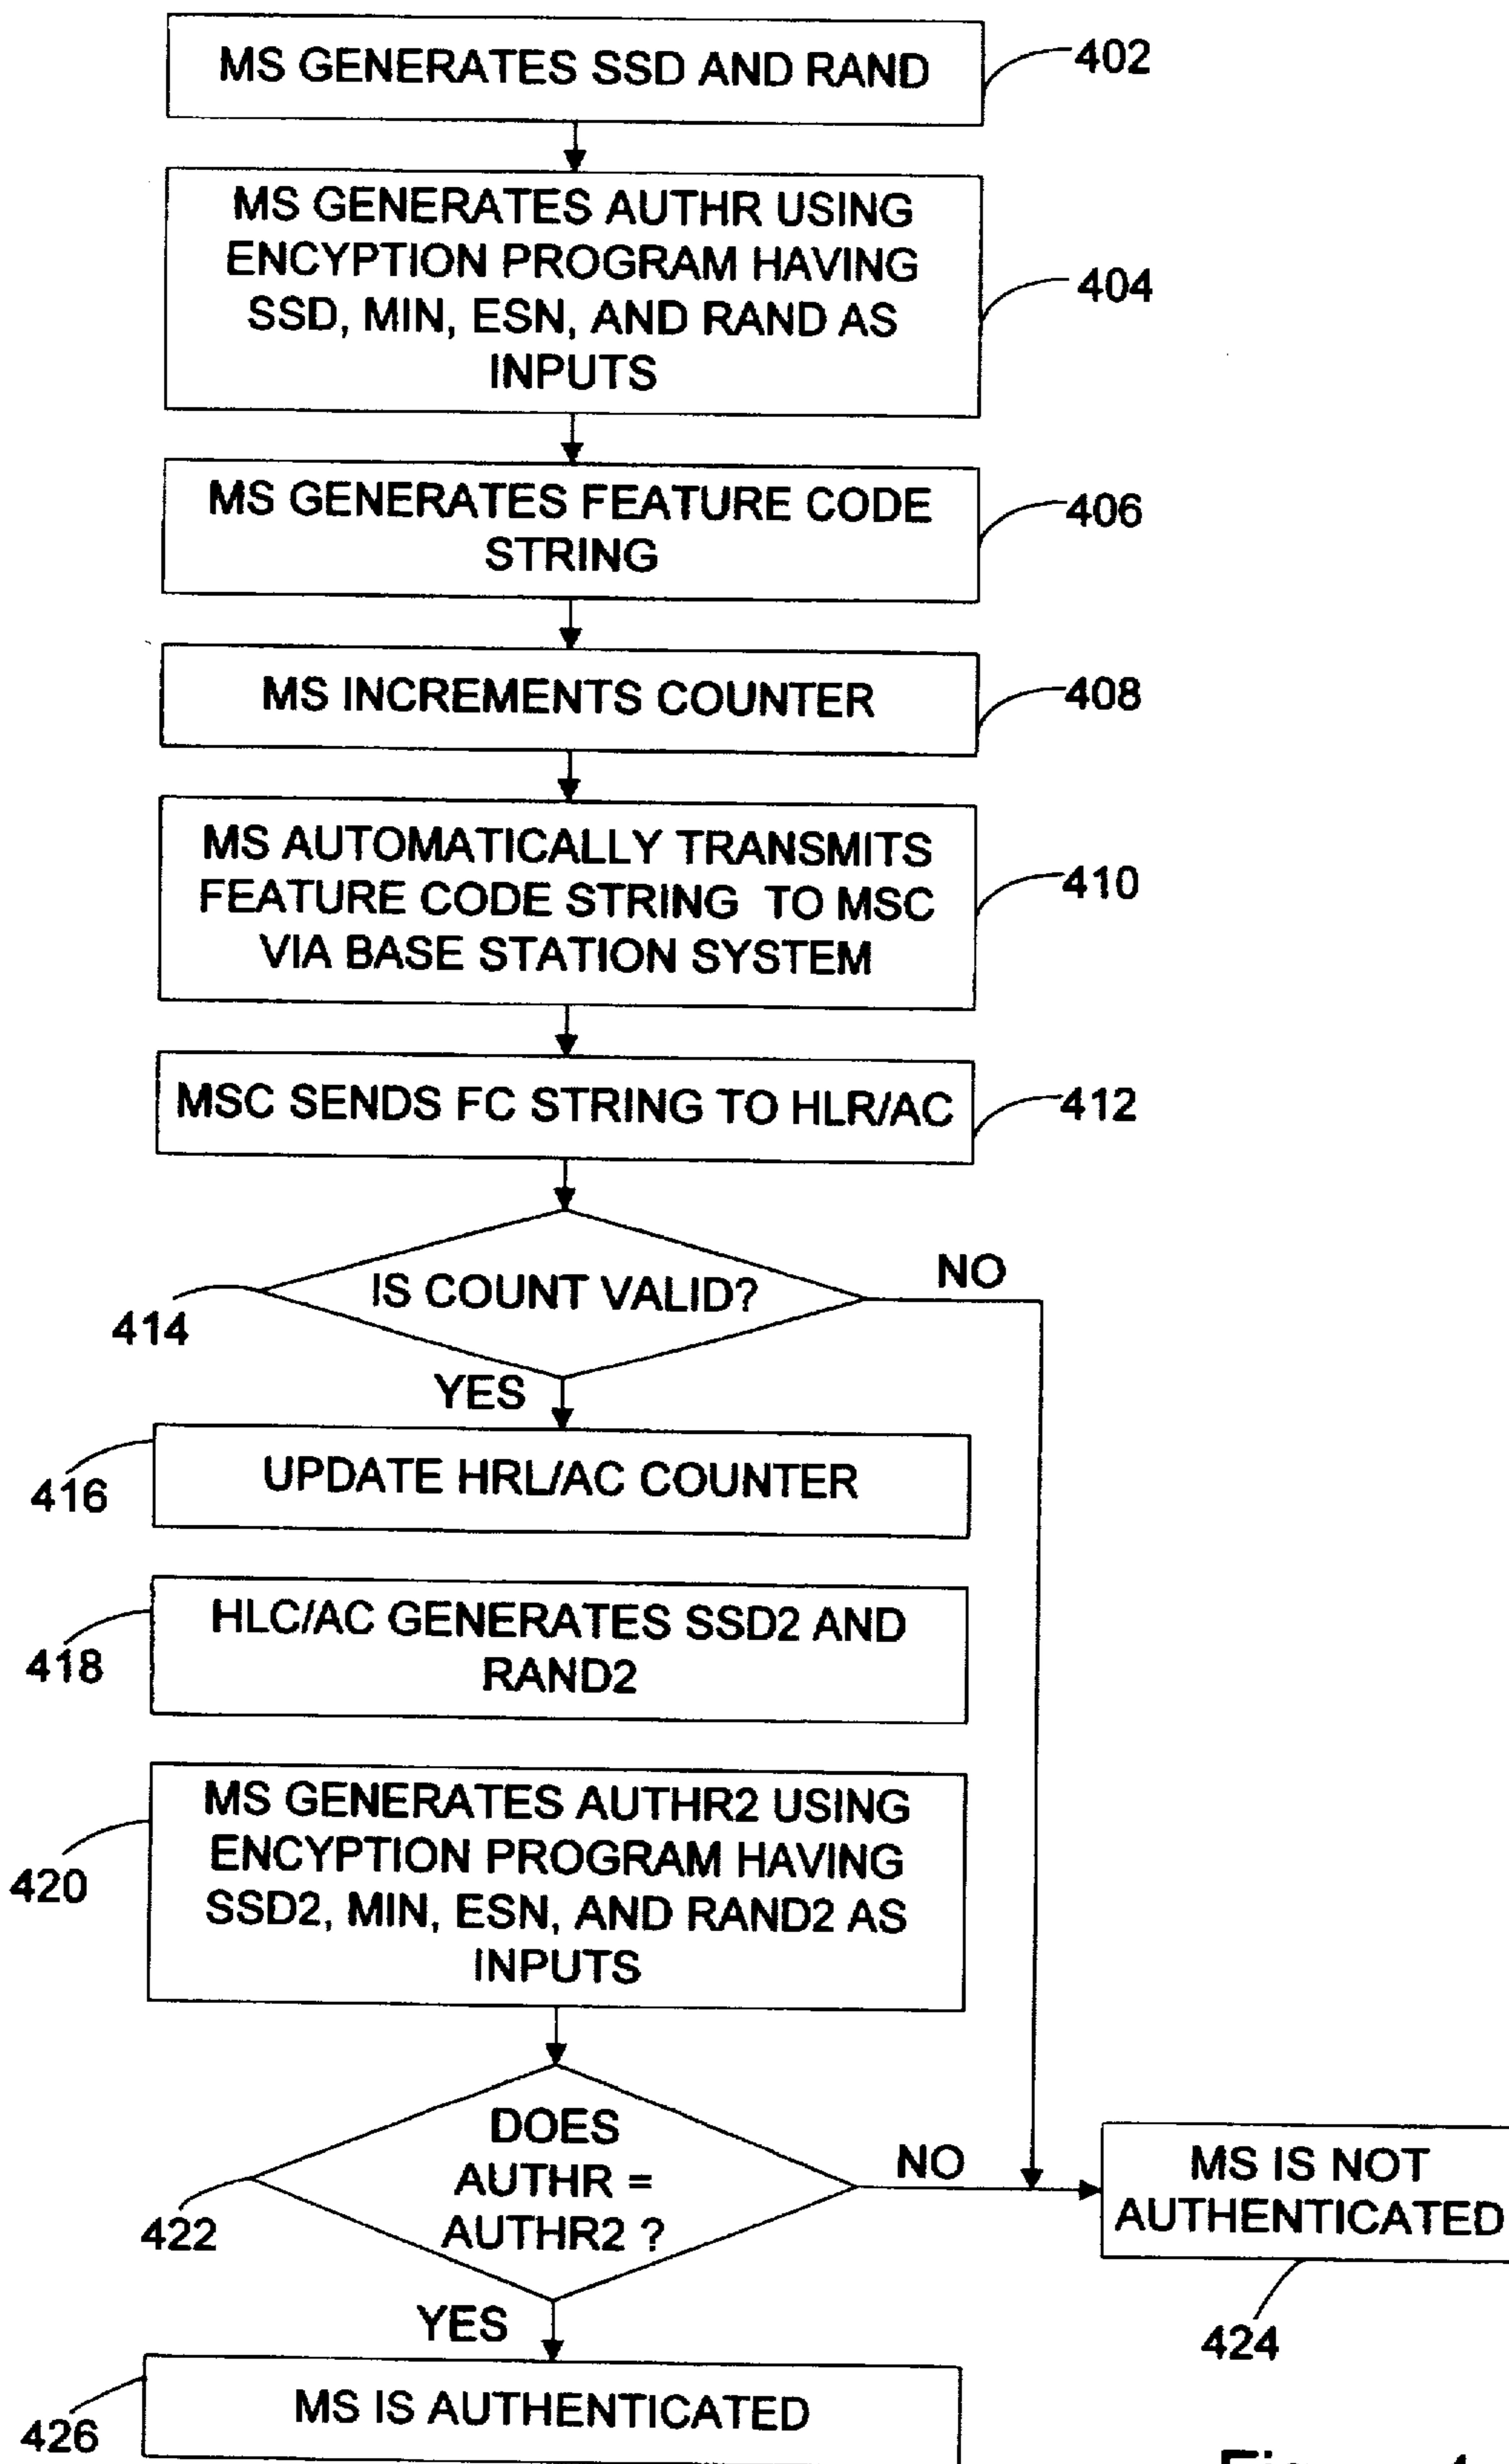 MS GENERATES SSD AND RAND
402
MS GENERATES AUTHR USING
ENCYPTION PROGRAM HAVING
SSD, MIN, ESN, AND RAND AS
INPUTS
404
MS GENERATES FEATURE CODE
STRING
406
MS INCREMENTS COUNTER
408
MS AUTOMATICALLY TRANSMITS
FEATURE CODE STRING TO MSC
VIA BASE STATION SYSTEM
410
MSC SENDS FC STRING TO HLR/AC
412
IS COUNT VALID?
NO
414
YES
UPDATE HRL/AC COUNTER
416
HLC/AC GENERATES SSD2 AND
RAND2
418
MS GENERATES AUTHR2 USING
ENCYPTION PROGRAM HAVING
SSD2, MIN, ESN, AND RAND2 AS
INPUTS
420
DOES
AUTHR =
AUTHR2 ?
NO
422
MS IS NOT
AUTHENTICATED
424
YES
MS IS AUTHENTICATED
426